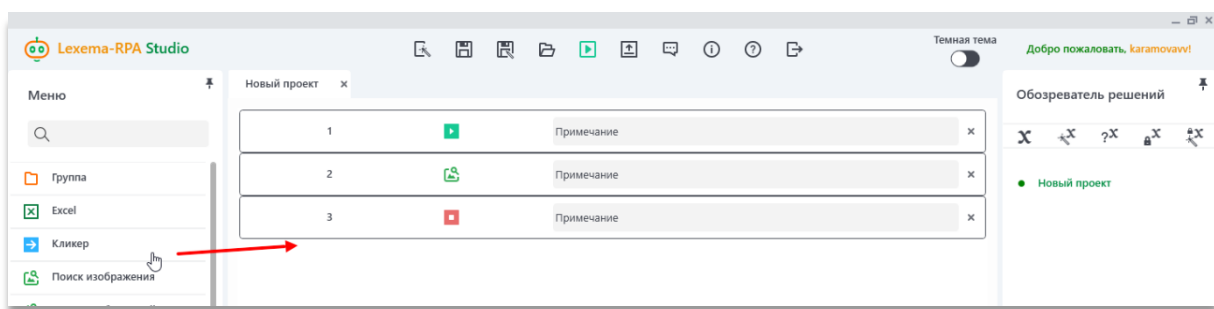 Lexema-RPA Studio
Темная тема
Добро пожаловать, karamovavv!
Меню
Новый проект
Обозреватель решений
1 Примечание
2 Примечание
3 Примечание
Группа
Excel
Кликер
Поиск изображения
Новый проект